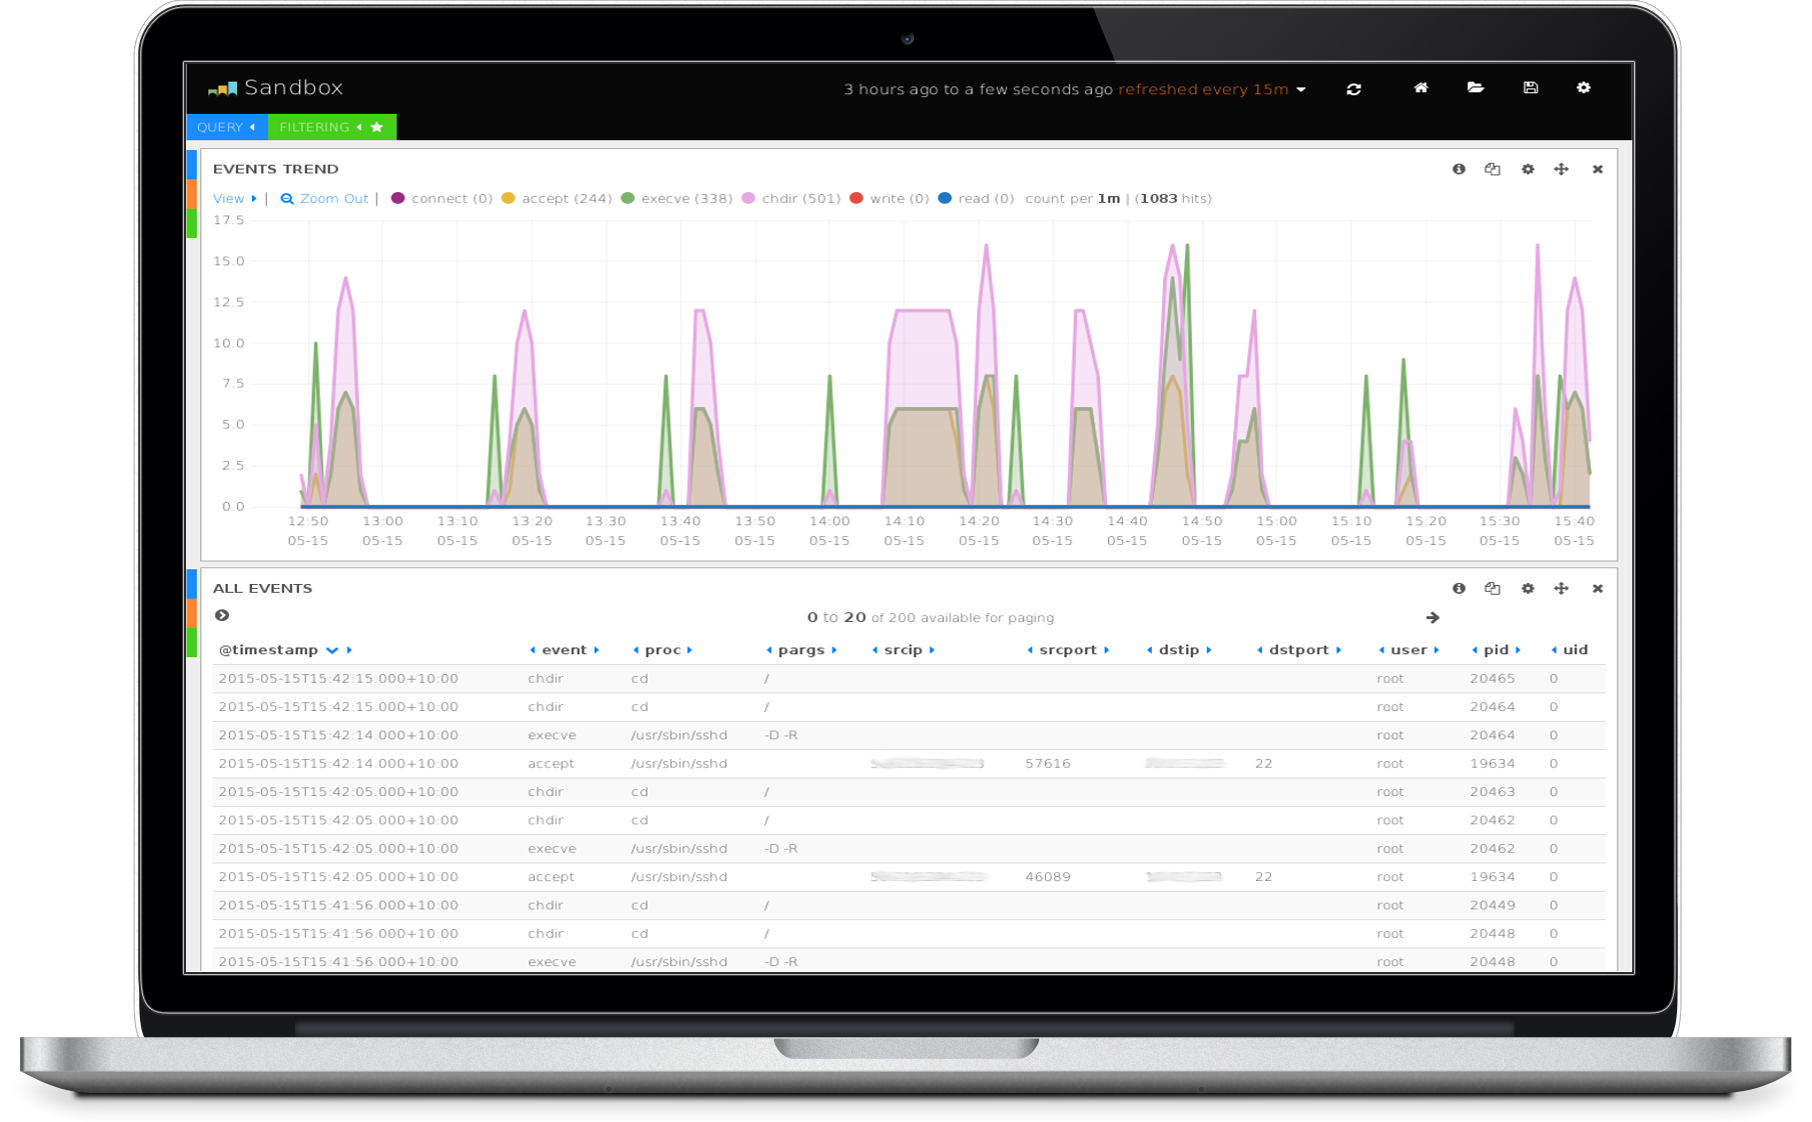 Sandbox
3 hours ago to a few seconds ago refreshed every 15m
QUERY FILTERING
EVENTS TREND
View | Zoom Out | connect (0) accept (244) execve (338) chdir (501) write (0) read (0) count per 1m | (1083 hits)
17.5
15.0
12.5
10.0
7.5
5.0
2.5
0.0
12:50 13:00 13:10 13:20 13:30 13:40 13:50 14:00 14:10 14:20 14:30 14:40 14:50 15:00 15:10 15:20 15:30 15:40
05-15 05-15 05-15 05-15 05-15 05-15 05-15 05-15 05-15 05-15 05-15 05-15 05-15 05-15 05-15 05-15 05-15 05-15
ALL EVENTS
0 to 20 of 200 available for paging
@timestamp event proc pargs srcip srcport dstip dstport user pid uid
2015-05-15T15:42:15.000+10:00 chdir cd / root 20465 0
2015-05-15T15:42:15.000+10:00 chdir cd / root 20464 0
2015-05-15T15:42:14.000+10:00 execve /usr/sbin/sshd -D -R root 20464 0
2015-05-15T15:42:14.000+10:00 accept /usr/sbin/sshd 57616 22 root 19634 0
2015-05-15T15:42:05.000+10:00 chdir cd / root 20463 0
2015-05-15T15:42:05.000+10:00 chdir cd / root 20462 0
2015-05-15T15:42:05.000+10:00 execve /usr/sbin/sshd -D -R root 20462 0
2015-05-15T15:42:05.000+10:00 accept /usr/sbin/sshd 46089 22 root 19634 0
2015-05-15T15:41:56.000+10:00 chdir cd / root 20449 0
2015-05-15T15:41:56.000+10:00 chdir cd / root 20448 0
2015-05-15T15:41:56.000+10:00 execve /usr/sbin/sshd -D -R root 20448 0